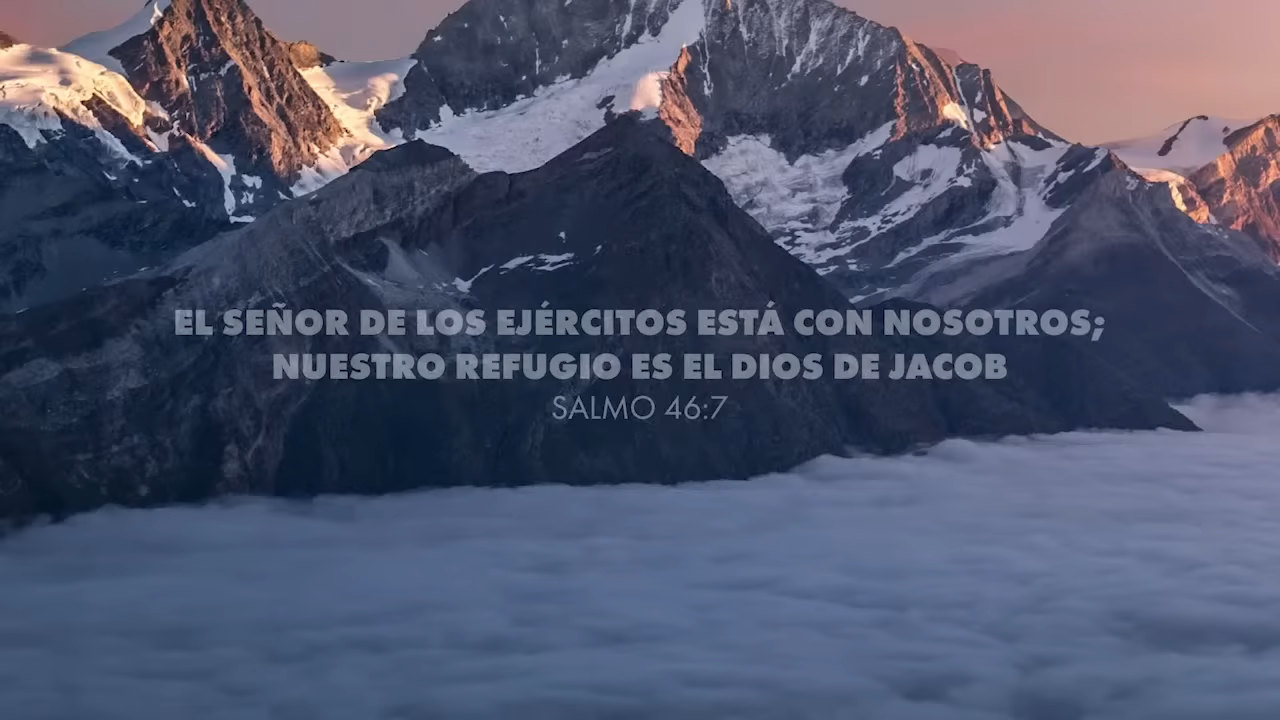 EL SEÑOR DE LOS EJÉRCITOS ESTÁ CON NOSOTROS;
NUESTRO REFUGIO ES EL DIOS DE JACOB
SALMO 46:7